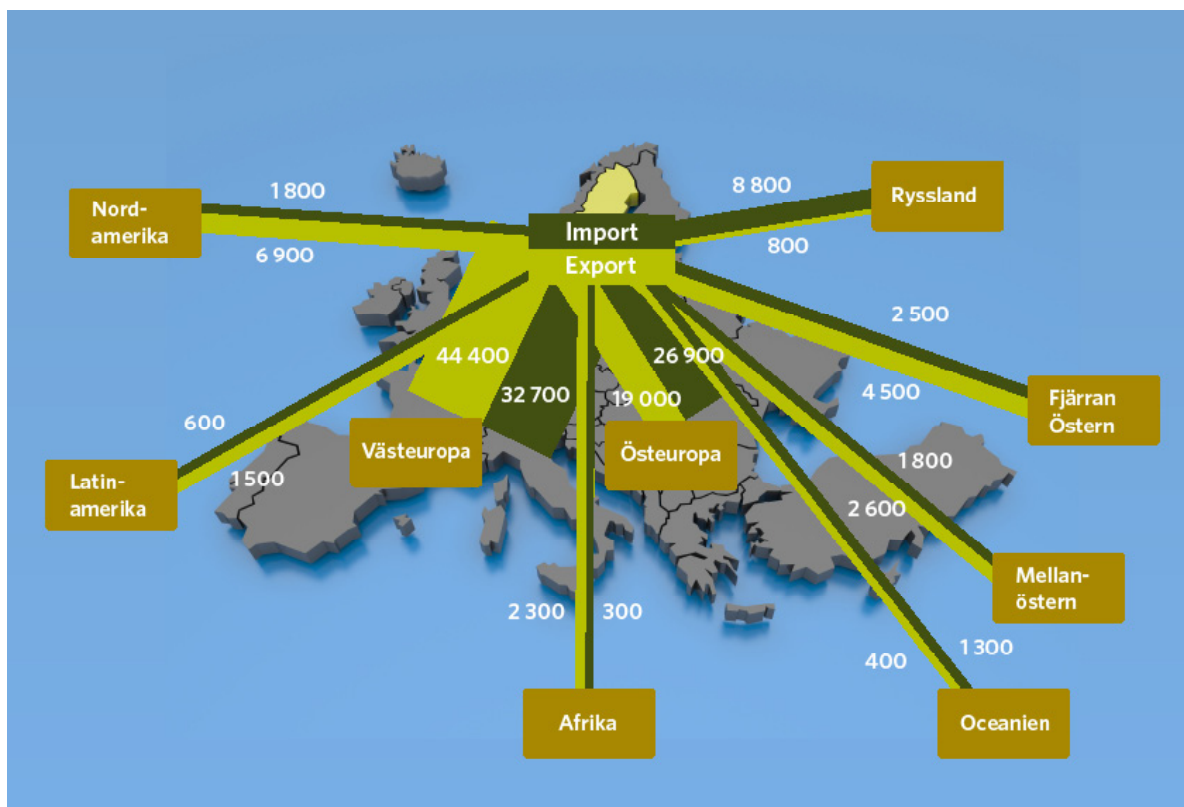 1 800
8 800
Ryssland
Nord-
amerika
Import
6 900
800
Export
2 500
44 400
26 900
32 700
19 000
4 500
Fjärran
Östern
600
Västeuropa
Östeuropa
1 800
1 500
Latin-
amerika
2 600
Mellan-
östern
2 300
300
1 300
400
Afrika
Oceanien